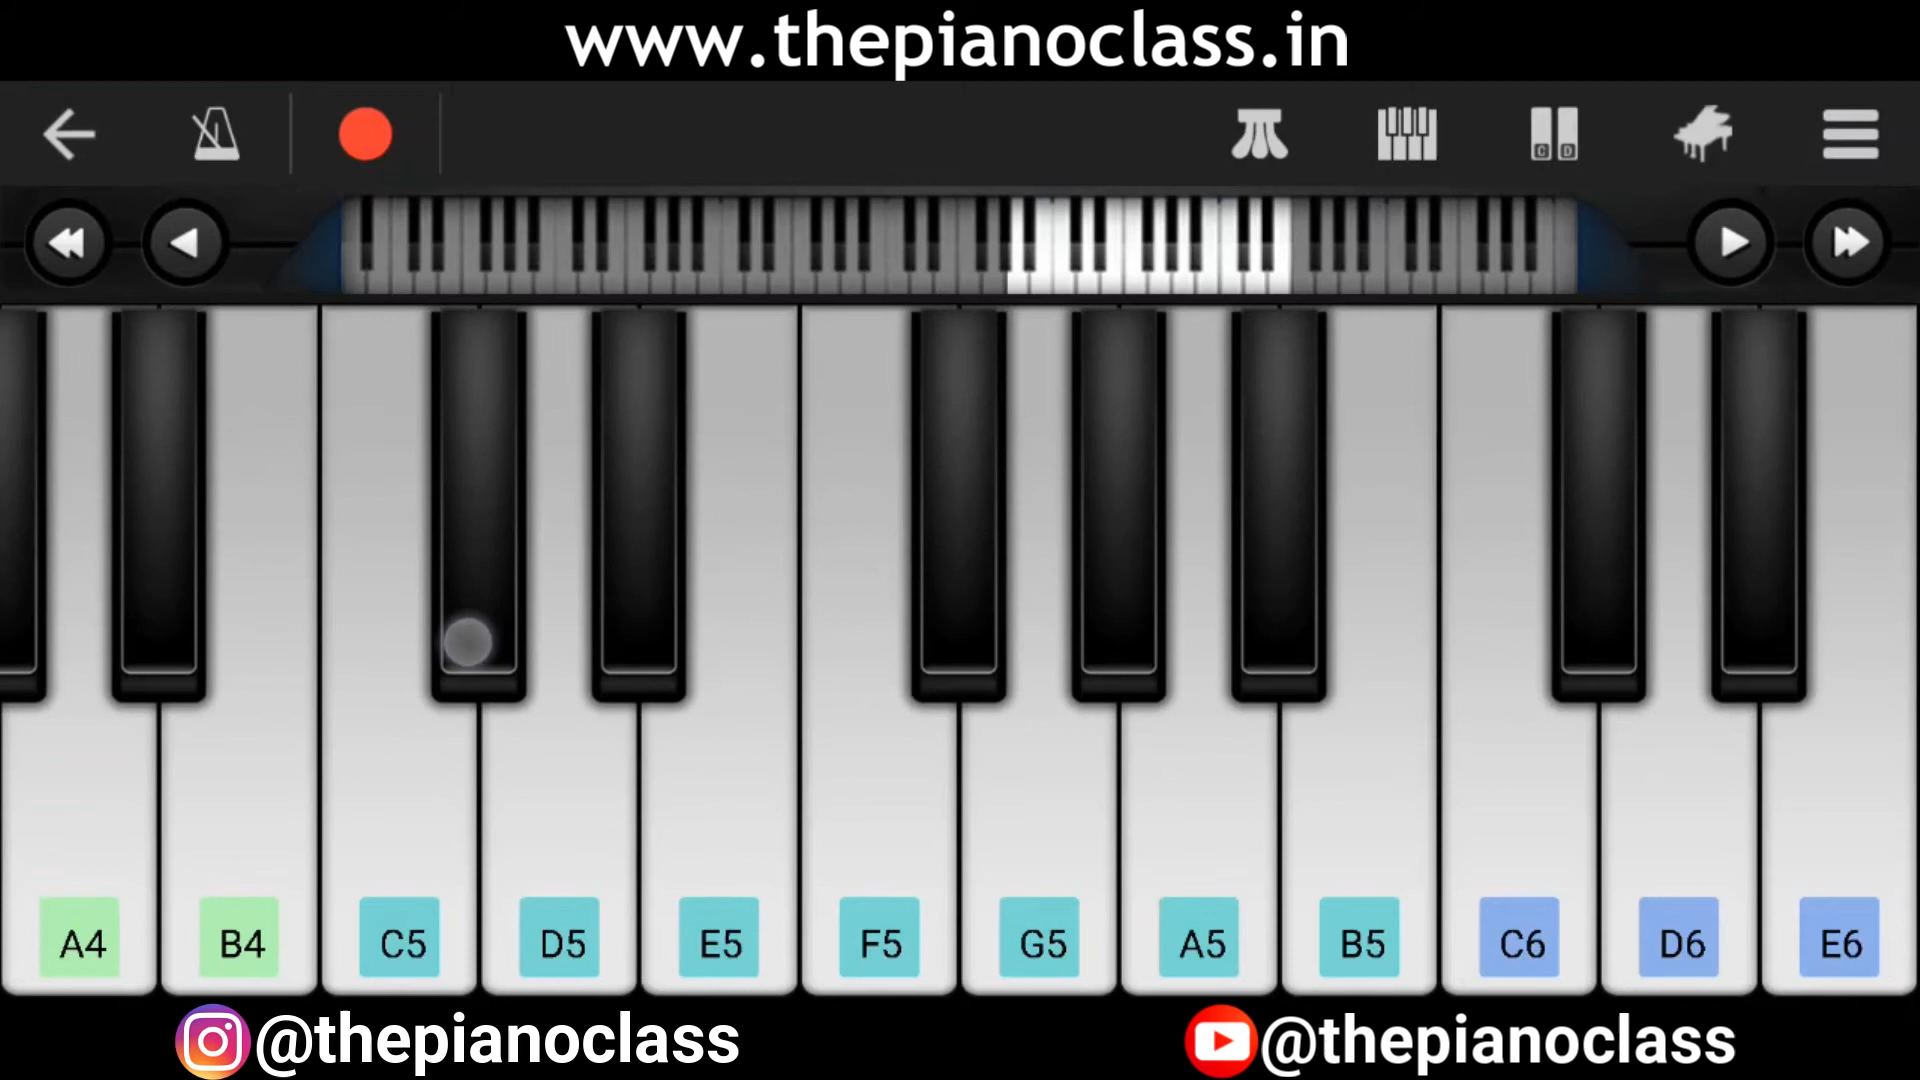 www.thepianoclass.in
C D
A4 B4 C5 D5 E5 F5 G5 A5 B5 C6 D6 E6
@thepianoclass @thepianoclass